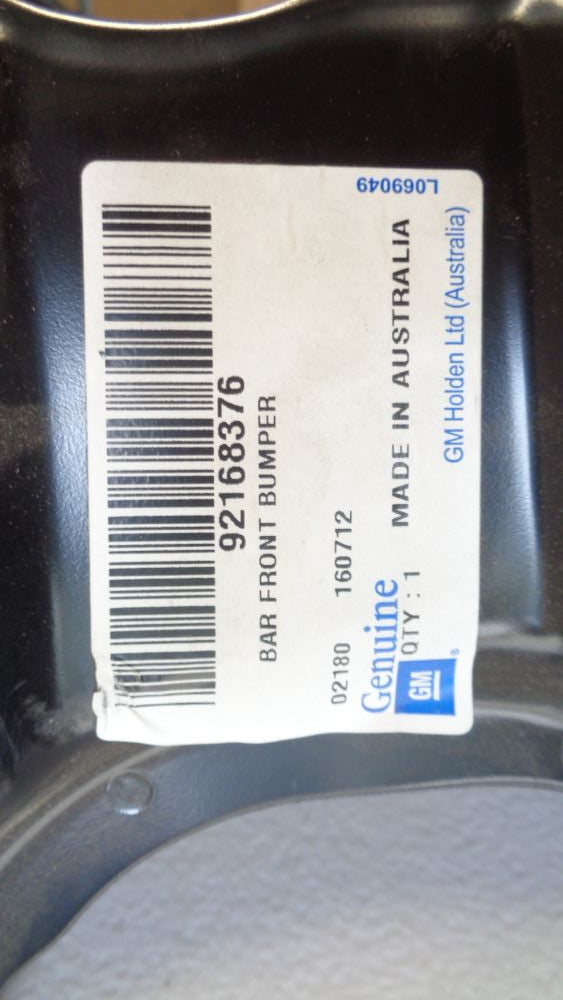 92168376
BAR FRONT BUMPER
02180 160712
Genuine
GM ®
QTY : 1 MADE IN AUSTRALIA
GM Holden Ltd (Australia)
L069049